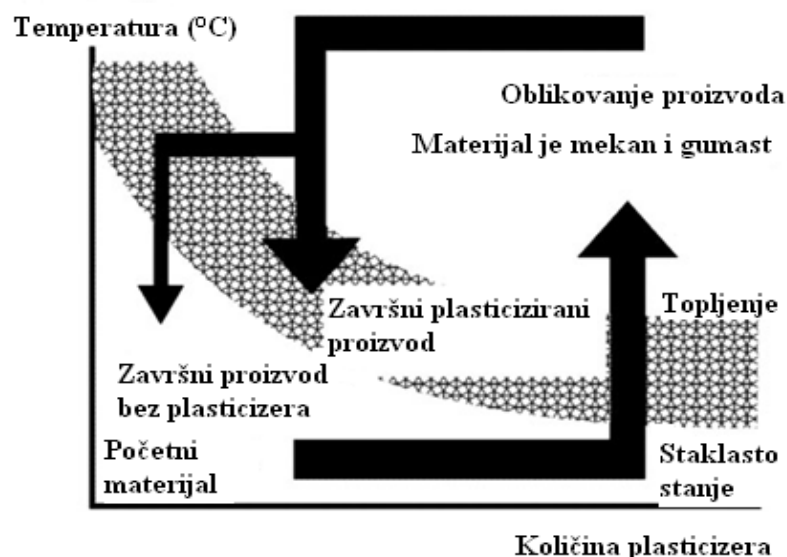 Temperatura (°C)
Oblikovanje proizvoda
Materijal je mekan i gumast
Završni plasticizirani
proizvod
Topljenje
Završni proizvod
bez plasticizera
Početni
materijal
Staklasto
stanje
Količina plasticizera